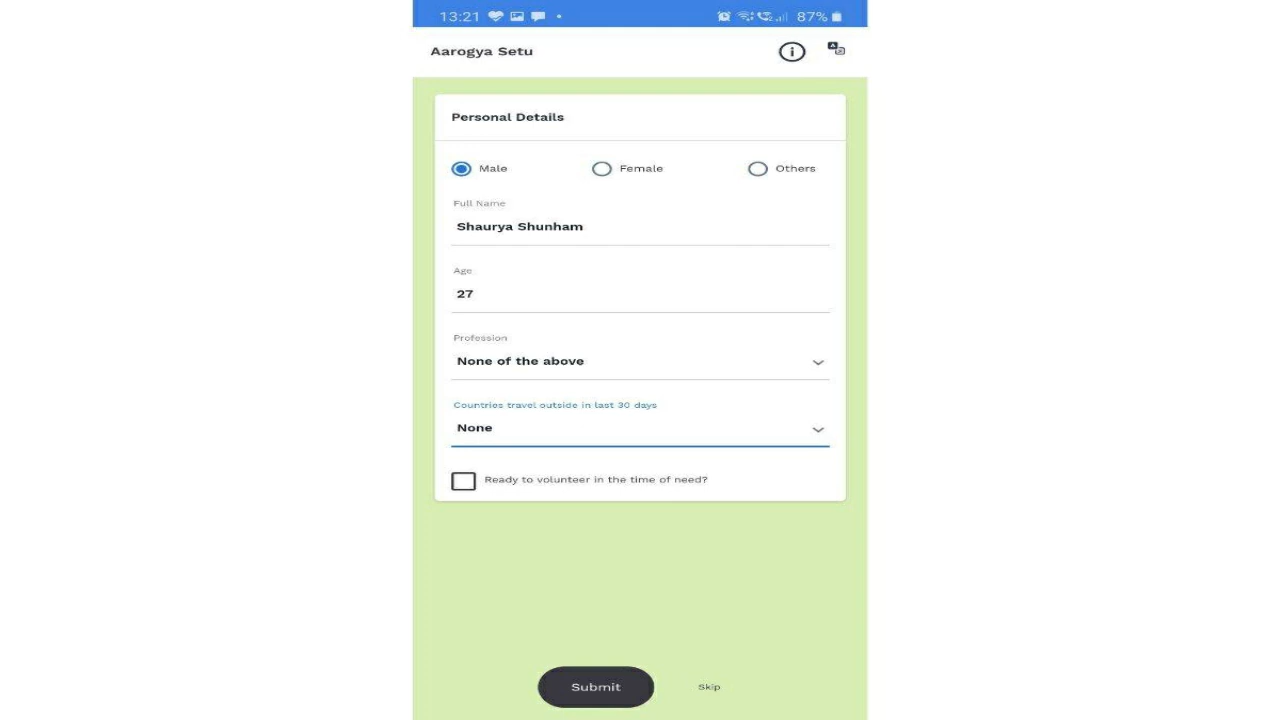 13:21 87%
Aarogya Setu
Personal Details
Male Female Others
Full Name
Shaurya Shunham
Age
27
Profession
None of the above
Countries travel outside in last 30 days
None
Ready to volunteer in the time of need?
Submit Skip